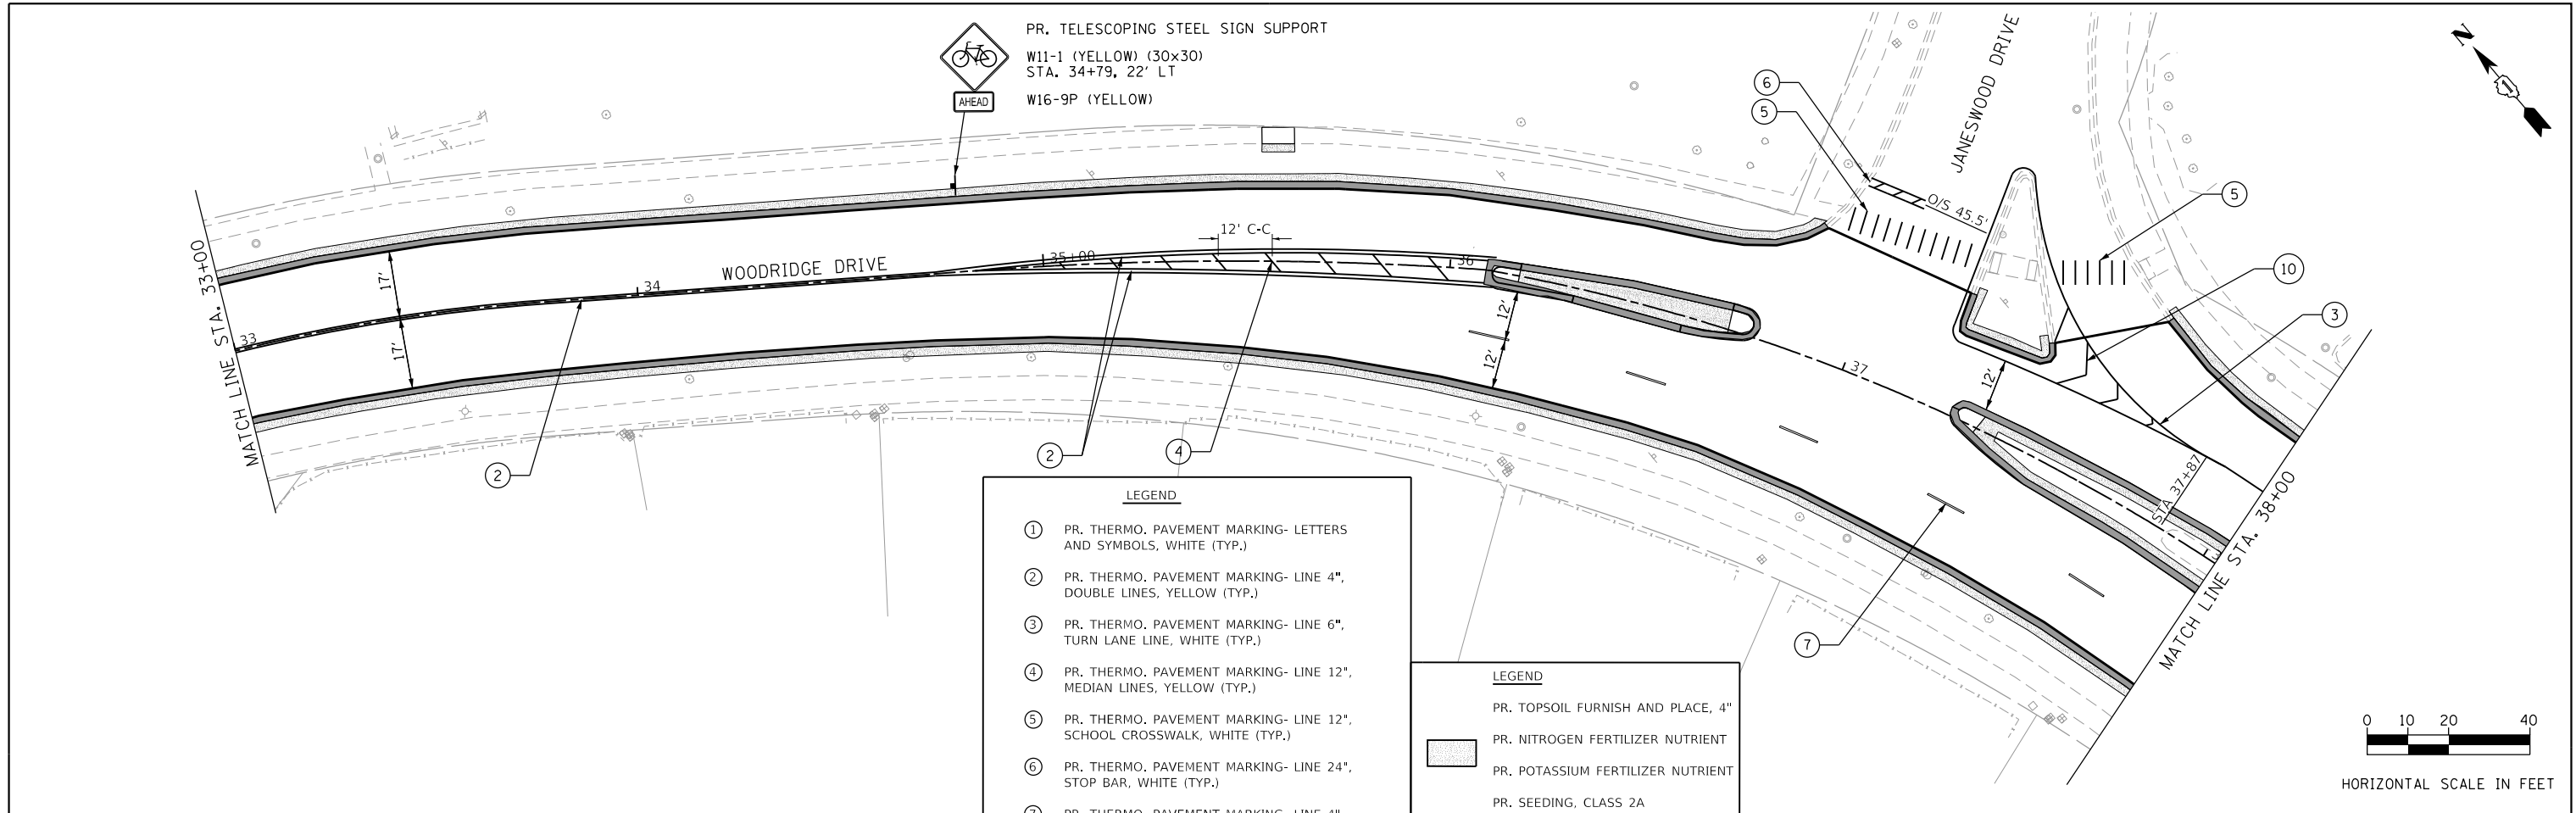 PR. TELESCOPING STEEL SIGN SUPPORT
W11-1 (YELLOW) (30x30)
STA. 34+79, 22' LT
AHEAD
W16-9P (YELLOW)
6
5
JANESWOOD DRIVE
N
1
O/S 45.5'
5
10
3
MATCH LINE STA. 33+00
33
17'
17'
34
WOODRIDGE DRIVE
35+00
12' C-C
36
12'
12'
37
12'
STA 37+87
MATCH LINE STA. 38+00
2
2
4
7
LEGEND
1 PR. THERMO. PAVEMENT MARKING- LETTERS
AND SYMBOLS, WHITE (TYP.)
2 PR. THERMO. PAVEMENT MARKING- LINE 4",
DOUBLE LINES, YELLOW (TYP.)
3 PR. THERMO. PAVEMENT MARKING- LINE 6",
TURN LANE LINE, WHITE (TYP.)
4 PR. THERMO. PAVEMENT MARKING- LINE 12",
MEDIAN LINES, YELLOW (TYP.)
5 PR. THERMO. PAVEMENT MARKING- LINE 12",
SCHOOL CROSSWALK, WHITE (TYP.)
6 PR. THERMO. PAVEMENT MARKING- LINE 24",
STOP BAR, WHITE (TYP.)
7 PR. THERMO. PAVEMENT MARKING- LINE 4"
LEGEND
PR. TOPSOIL FURNISH AND PLACE, 4"
PR. NITROGEN FERTILIZER NUTRIENT
PR. POTASSIUM FERTILIZER NUTRIENT
PR. SEEDING, CLASS 2A
0 10 20 40
HORIZONTAL SCALE IN FEET